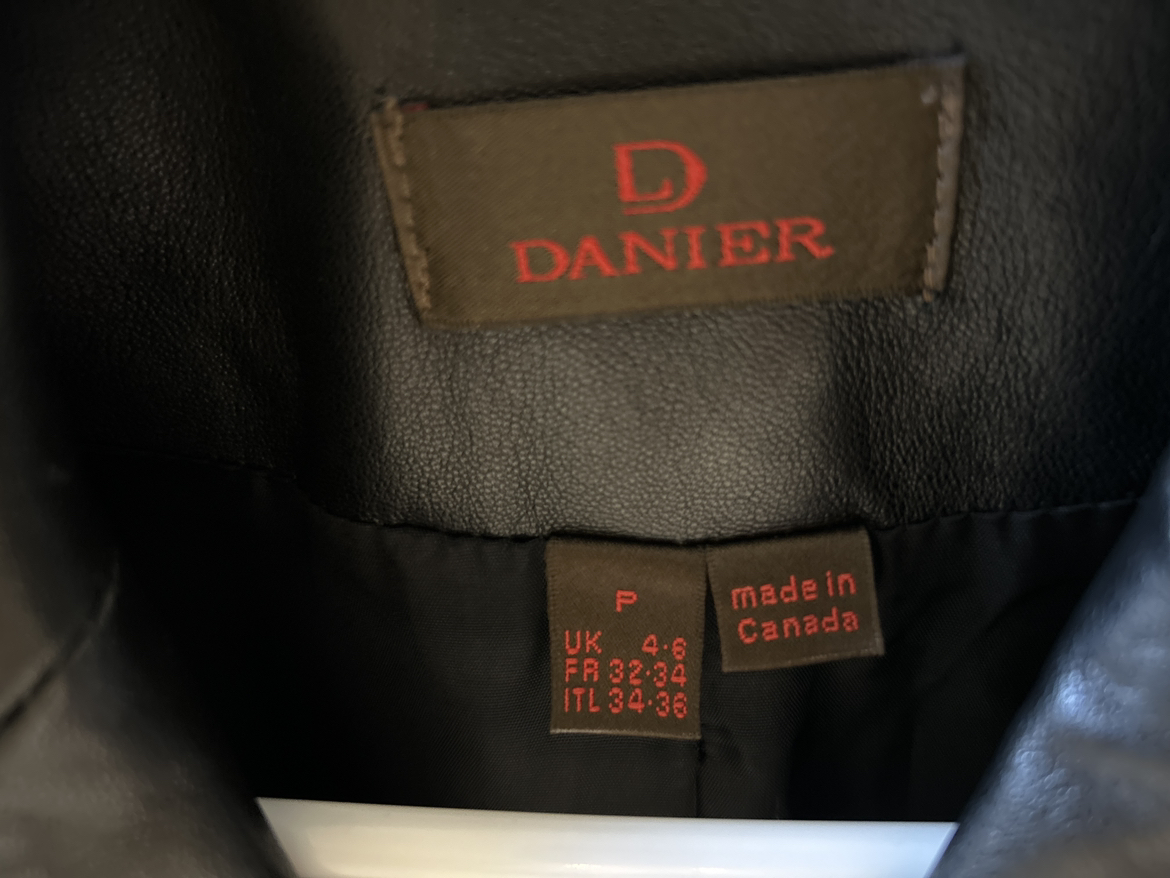 D
DANIER
P
UK 4·6
FR 32·34
ITL 34·36
made in
Canada